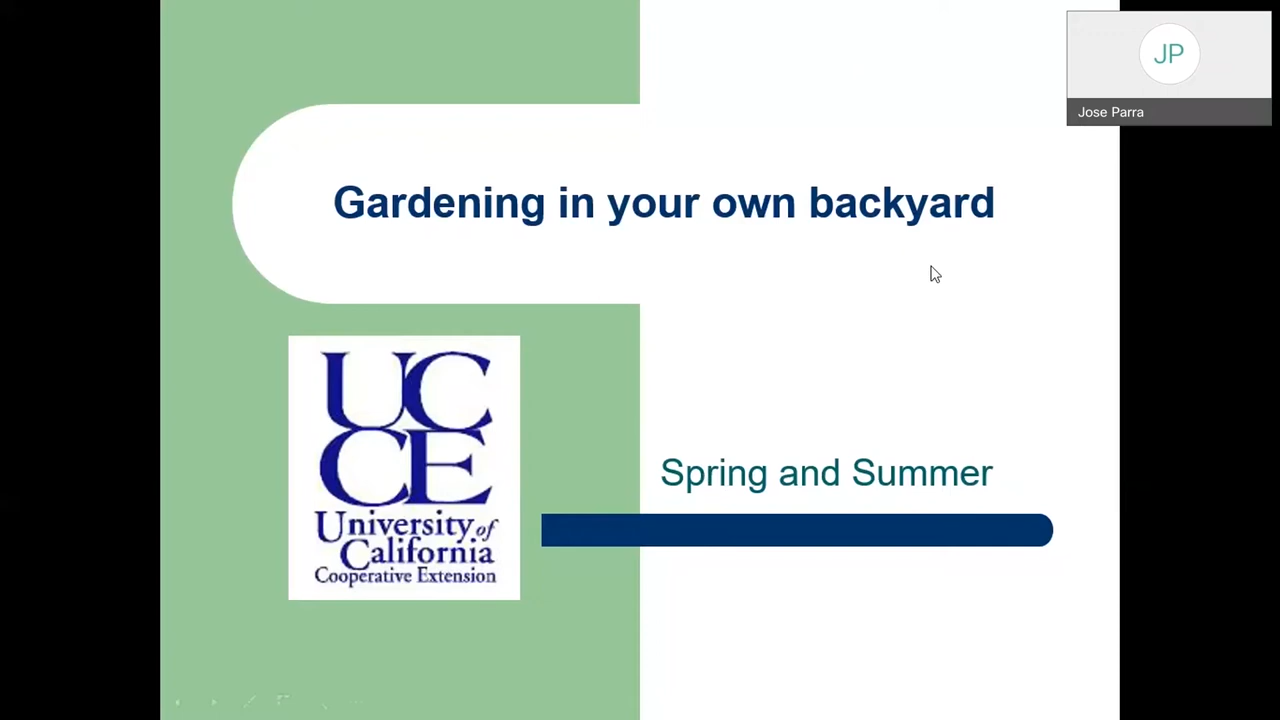 JP
Jose Parra
Gardening in your own backyard
UC
CE
University of
California
Cooperative Extension
Spring and Summer